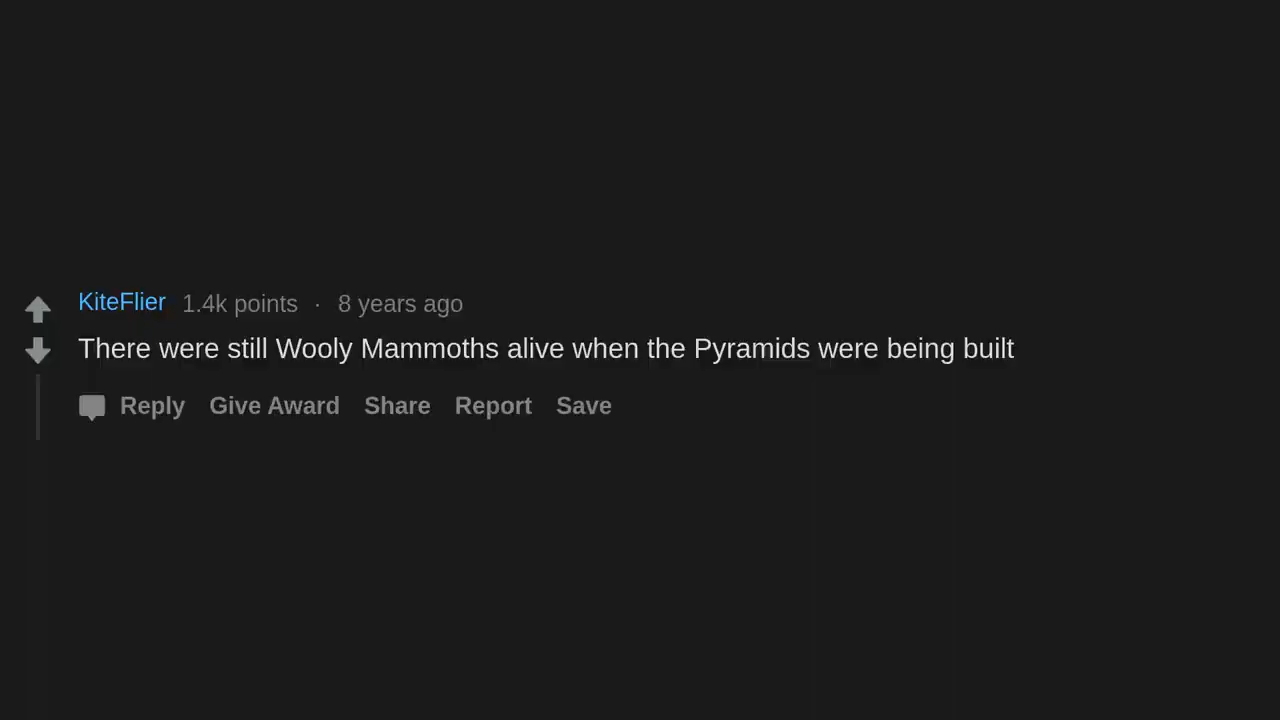 KiteFlier 1.4k points · 8 years ago
There were still Wooly Mammoths alive when the Pyramids were being built
Reply Give Award Share Report Save